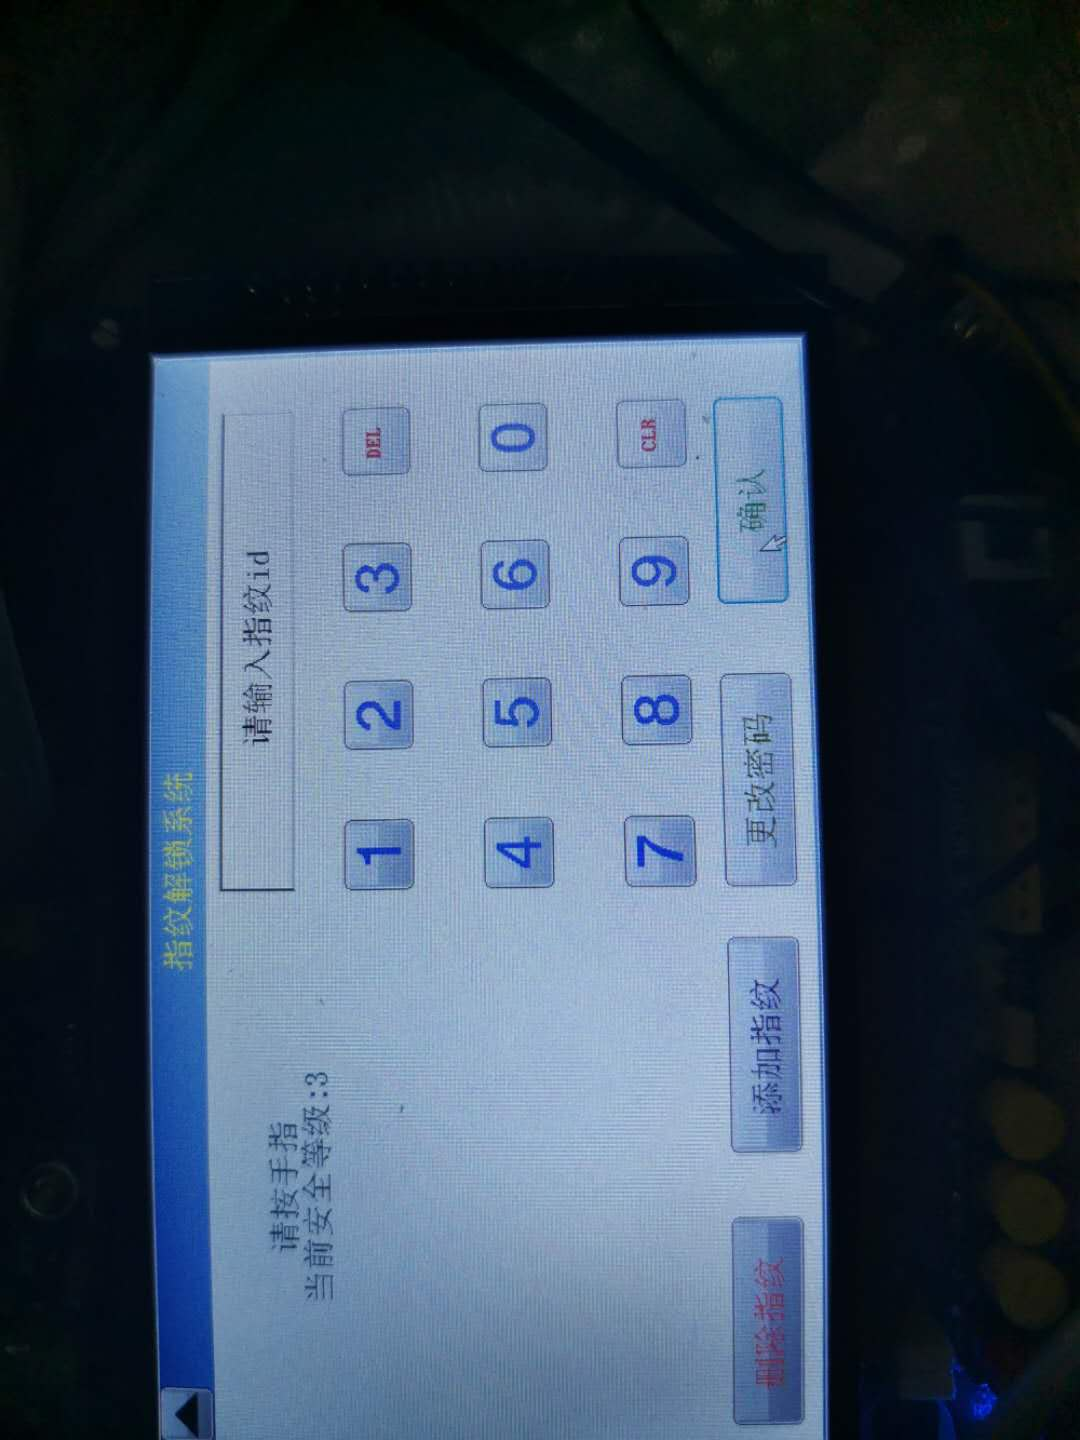 指纹解锁系统
请按手指
当前安全等级:3
请输入指纹id
1 2 3 DEL
4 5 6 0
7 8 9 CLR
删除指纹 添加指纹 更改密码 确认